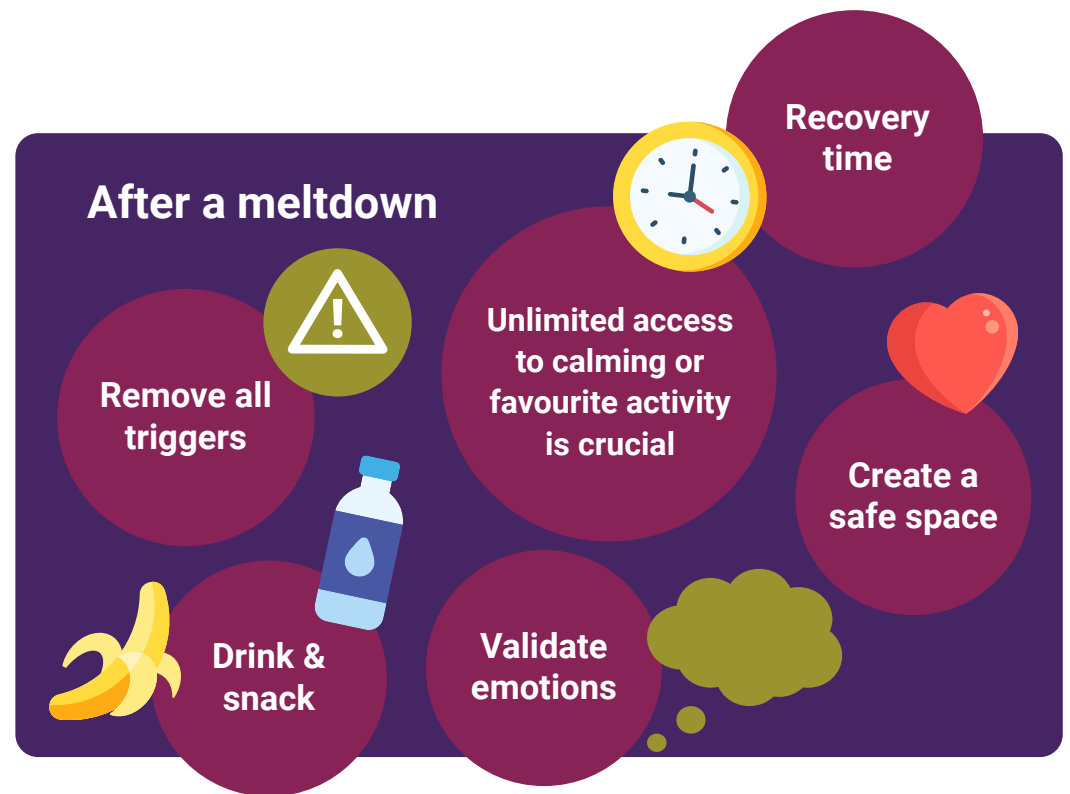 After a meltdown
Recovery
time
Remove all
triggers
Unlimited access
to calming or
favourite activity
is crucial
Create a
safe space
Drink &
snack
Validate
emotions